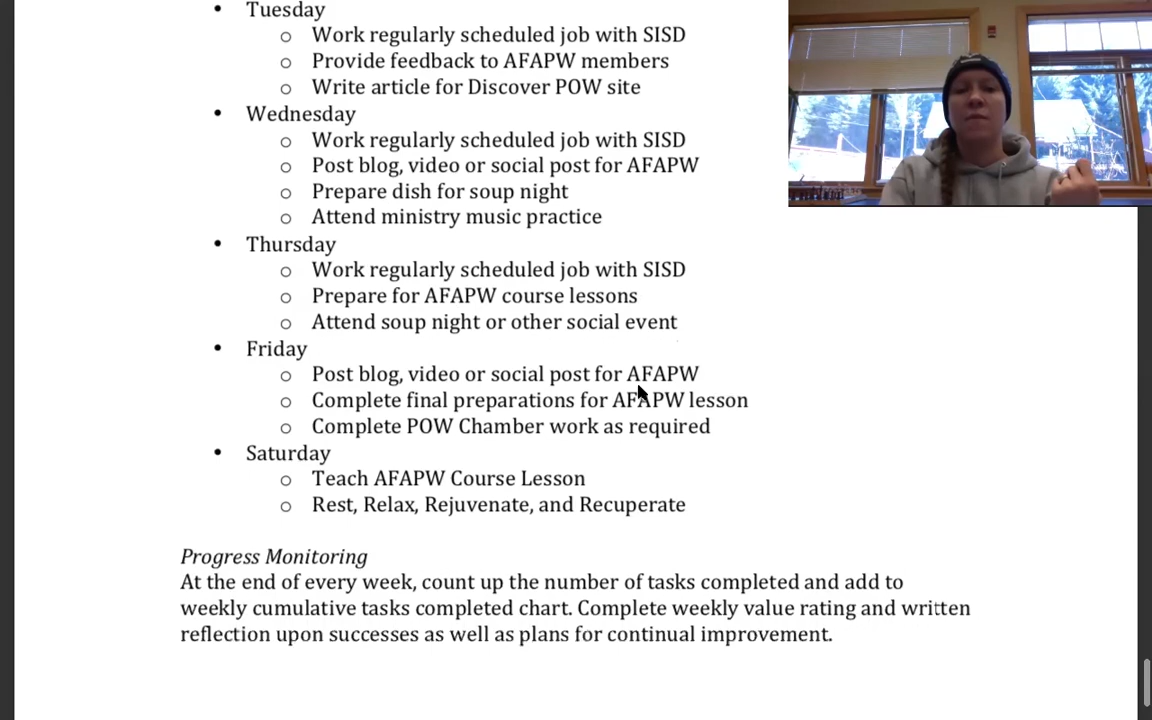 • Tuesday
o Work regularly scheduled job with SISD
o Provide feedback to AFAPW members
o Write article for Discover POW site
• Wednesday
o Work regularly scheduled job with SISD
o Post blog, video or social post for AFAPW
o Prepare dish for soup night
o Attend ministry music practice
• Thursday
o Work regularly scheduled job with SISD
o Prepare for AFAPW course lessons
o Attend soup night or other social event
• Friday
o Post blog, video or social post for AFAPW
o Complete final preparations for AFAPW lesson
o Complete POW Chamber work as required
• Saturday
o Teach AFAPW Course Lesson
o Rest, Relax, Rejuvenate, and Recuperate
Progress Monitoring
At the end of every week, count up the number of tasks completed and add to
weekly cumulative tasks completed chart. Complete weekly value rating and written
reflection upon successes as well as plans for continual improvement.